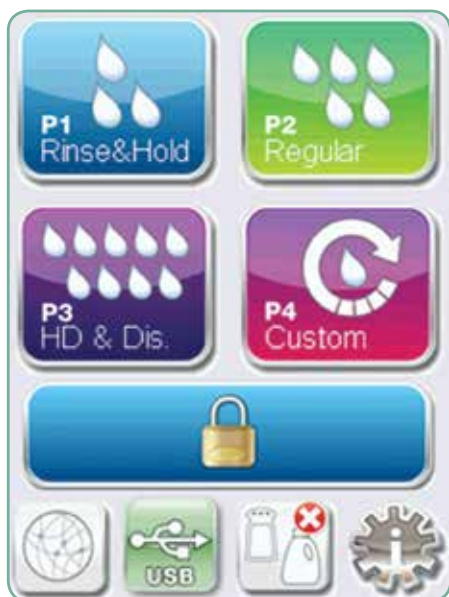 P1
Rinse&Hold
P2
Regular
P3
HD & Dis.
P4
Custom
USB